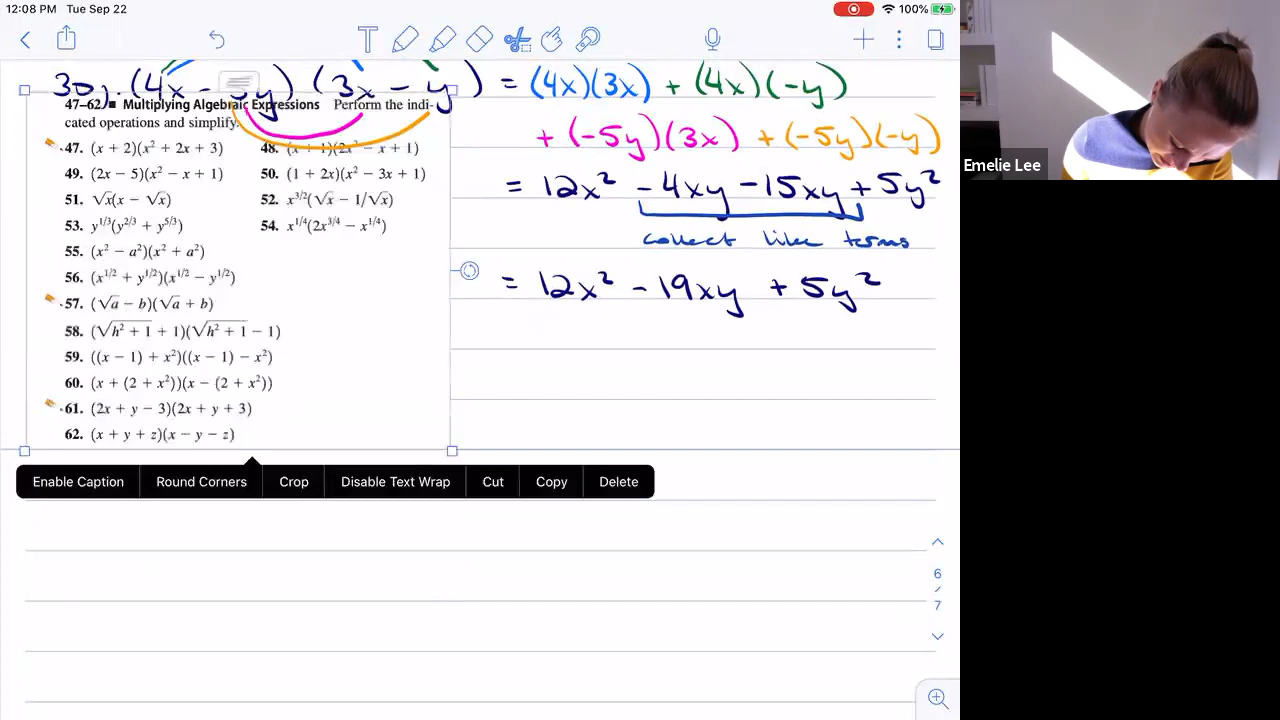 12:08 PM Tue Sep 22
100%
30). (4x - 5y) (3x - y) = (4x)(3x) + (4x)(-y)
+ (-5y)(3x) + (-5y)(-y)
= 12x² - 4xy - 15xy + 5y²
collect like terms
= 12x² - 19xy + 5y²
47–62 ■ Multiplying Algebraic Expressions Perform the indi-
cated operations and simplify.
47. (x + 2)(x² + 2x + 3)
48. (x + 1)(2x² - x + 1)
49. (2x − 5)(x² − x + 1)
50. (1 + 2x)(x² − 3x + 1)
51. √x(x − √x)
52. x^{3/2}(√x − 1/√x)
53. y^{1/3}(y^{2/3} + y^{5/3})
54. x^{1/4}(2x^{3/4} − x^{1/4})
55. (x² − a²)(x² + a²)
56. (x^{1/2} + y^{1/2})(x^{1/2} − y^{1/2})
57. (√a − b)(√a + b)
58. (√h² + 1 + 1)(√h² + 1 − 1)
59. ((x − 1) + x²)((x − 1) − x²)
60. (x + (2 + x²))(x − (2 + x²))
61. (2x + y − 3)(2x + y + 3)
62. (x + y + z)(x − y − z)
Enable Caption Round Corners Crop Disable Text Wrap Cut Copy Delete
6
/
7
Emelie Lee